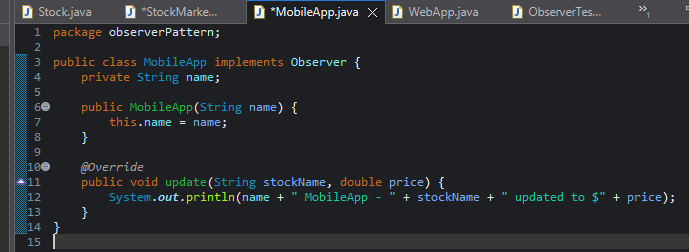 Stock.java *StockMarke... *MobileApp.java WebApp.java ObserverTes... »1
1 package observerPattern;
2
3 public class MobileApp implements Observer {
4     private String name;
5
6     public MobileApp(String name) {
7         this.name = name;
8     }
9
10     @Override
11     public void update(String stockName, double price) {
12         System.out.println(name + " MobileApp - " + stockName + " updated to $" + price);
13     }
14 }
15